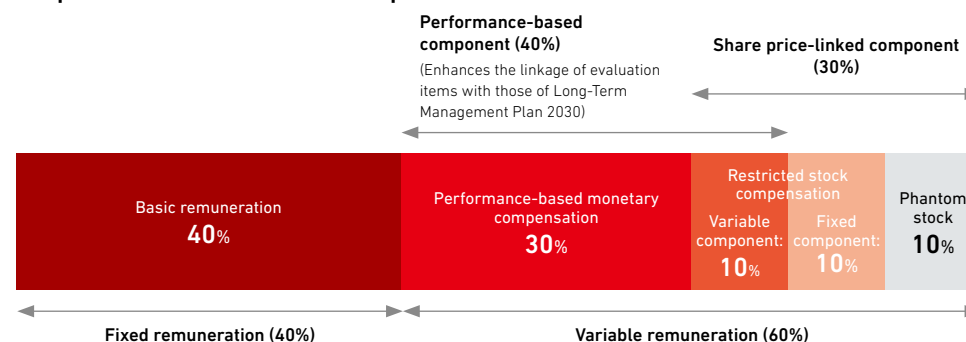 Performance-based
component (40%)
(Enhances the linkage of evaluation
items with those of Long-Term
Management Plan 2030)
Share price-linked component
(30%)
Basic remuneration
40%
Performance-based monetary
compensation
30%
Restricted stock
compensation
Variable
component:
10%
Fixed
component:
10%
Phantom
stock
10%
Fixed remuneration (40%)
Variable remuneration (60%)